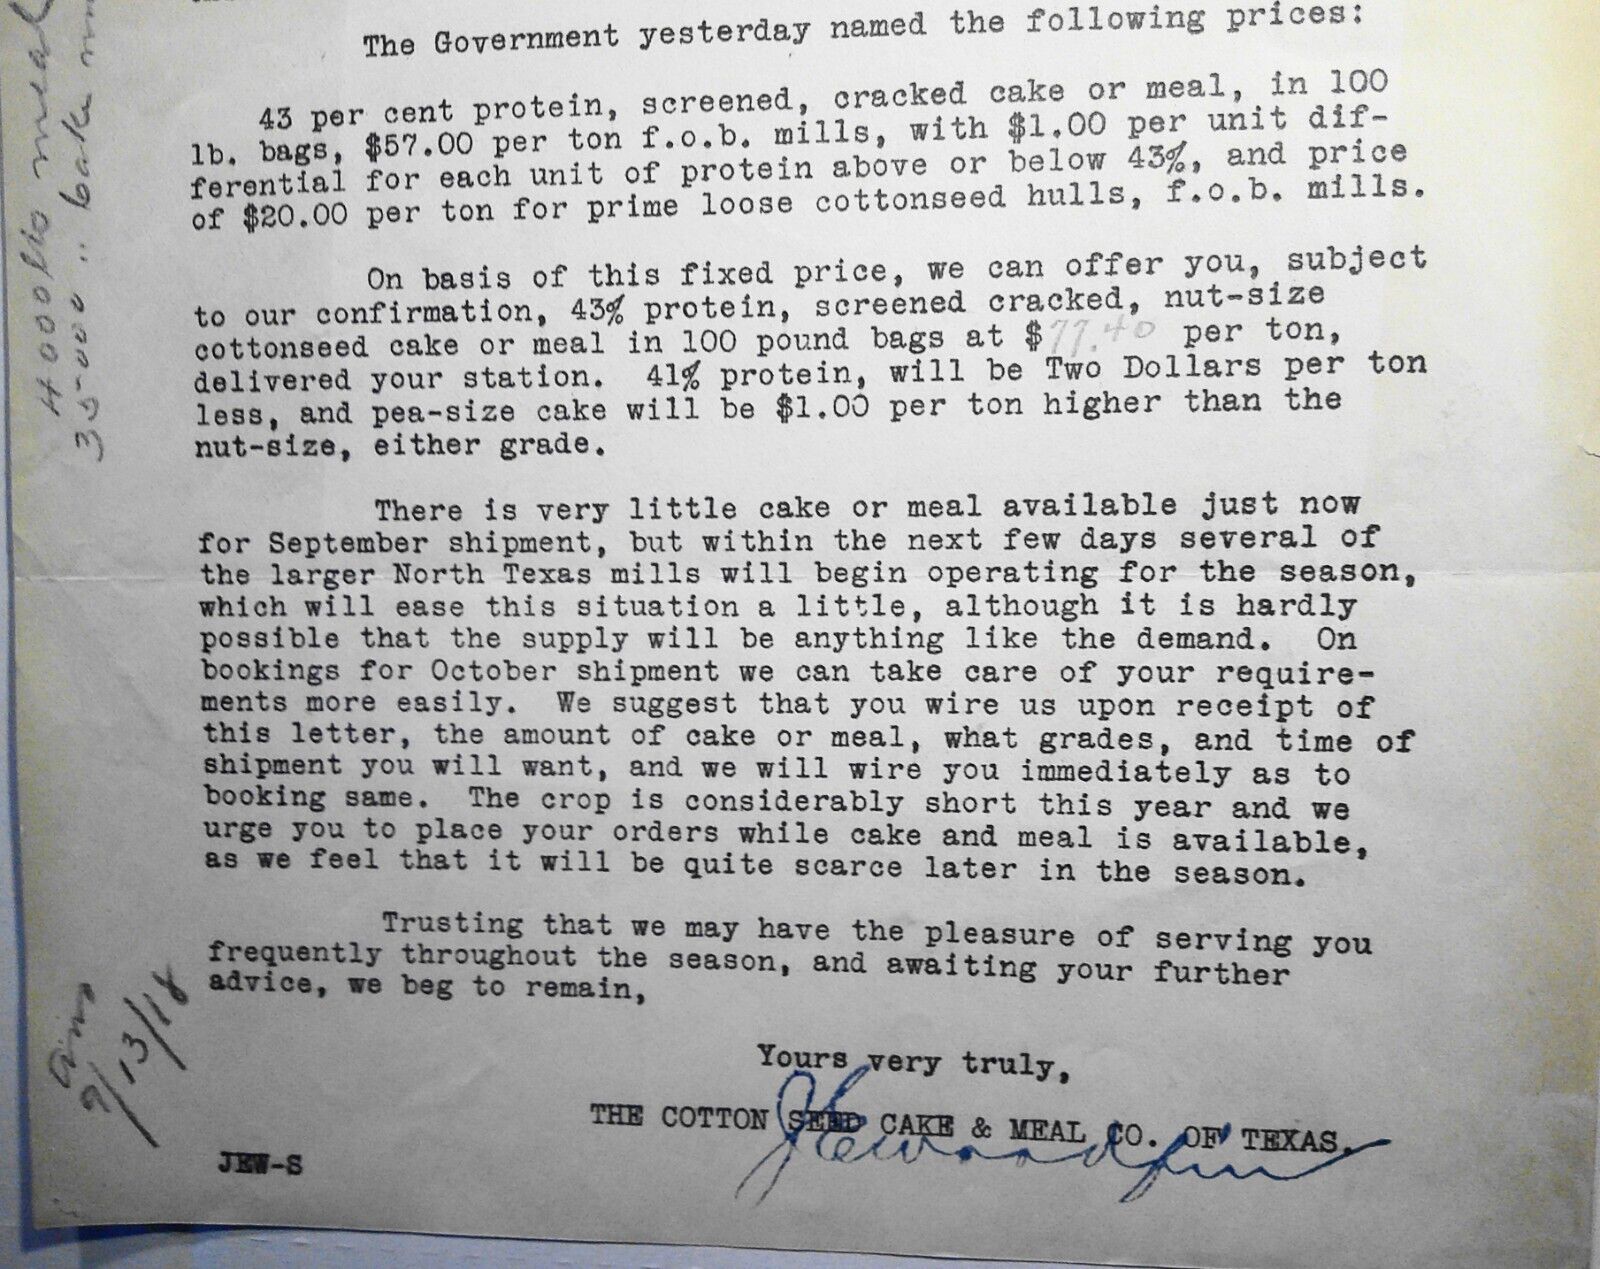 The Government yesterday named the following prices:
43 per cent protein, screened, cracked cake or meal, in 100
lb. bags, $57.00 per ton f.o.b. mills, with $1.00 per unit dif-
ferential for each unit of protein above or below 43%, and price
of $20.00 per ton for prime loose cottonseed hulls, f.o.b. mills.
On basis of this fixed price, we can offer you, subject
to our confirmation, 43% protein, screened cracked, nut-size
cottonseed cake or meal in 100 pound bags at $77.40 per ton,
delivered your station. 41% protein, will be Two Dollars per ton
less, and pea-size cake will be $1.00 per ton higher than the
nut-size, either grade.
There is very little cake or meal available just now
for September shipment, but within the next few days several of
the larger North Texas mills will begin operating for the season,
which will ease this situation a little, although it is hardly
possible that the supply will be anything like the demand. On
bookings for October shipment we can take care of your require-
ments more easily. We suggest that you wire us upon receipt of
this letter, the amount of cake or meal, what grades, and time of
shipment you will want, and we will wire you immediately as to
booking same. The crop is considerably short this year and we
urge you to place your orders while cake and meal is available,
as we feel that it will be quite scarce later in the season.
Trusting that we may have the pleasure of serving you
frequently throughout the season, and awaiting your further
advice, we beg to remain,
Yours very truly,
THE COTTON SEED CAKE & MEAL CO. OF TEXAS.
JEW-S
meal
cake
9/13/18